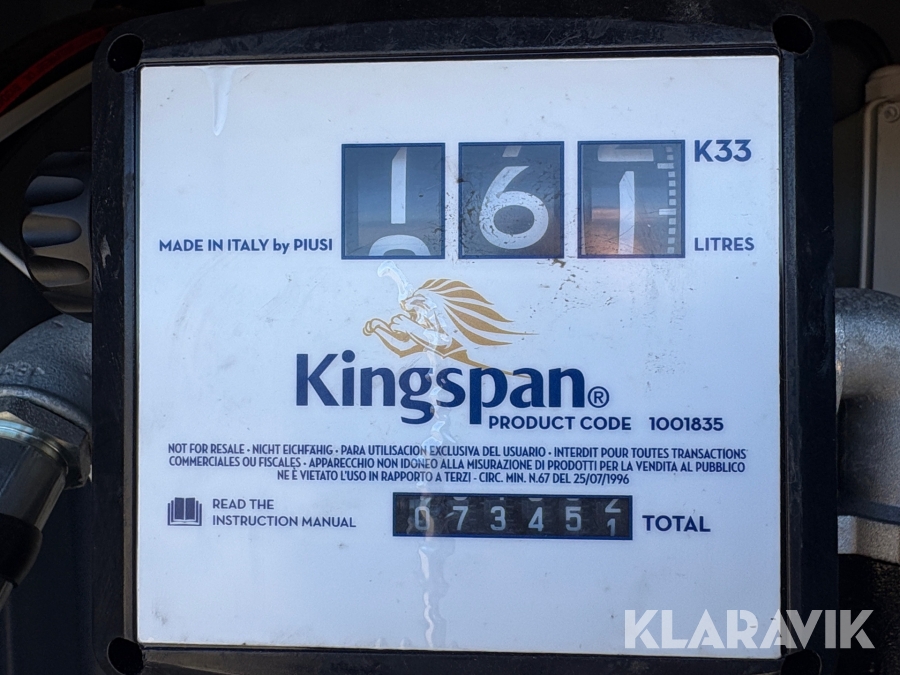 161 K33
MADE IN ITALY by PIUSI LITRES
Kingspan®
PRODUCT CODE 1001835
NOT FOR RESALE - NICHT EICHFÄHIG - PARA UTILISACION EXCLUSIVA DEL USUARIO - INTERDIT POUR TOUTES TRANSACTIONS
COMMERCIALES OU FISCALES - APPARECCHIO NON IDONEO ALLA MISURAZIONE DI PRODOTTI PER LA VENDITA AL PUBBLICO
NE È VIETATO L'USO IN RAPPORTO A TERZI - CIRC. MIN. N.67 DEL 25/07/1996
READ THE
INSTRUCTION MANUAL
073451 TOTAL
KLARAVIK